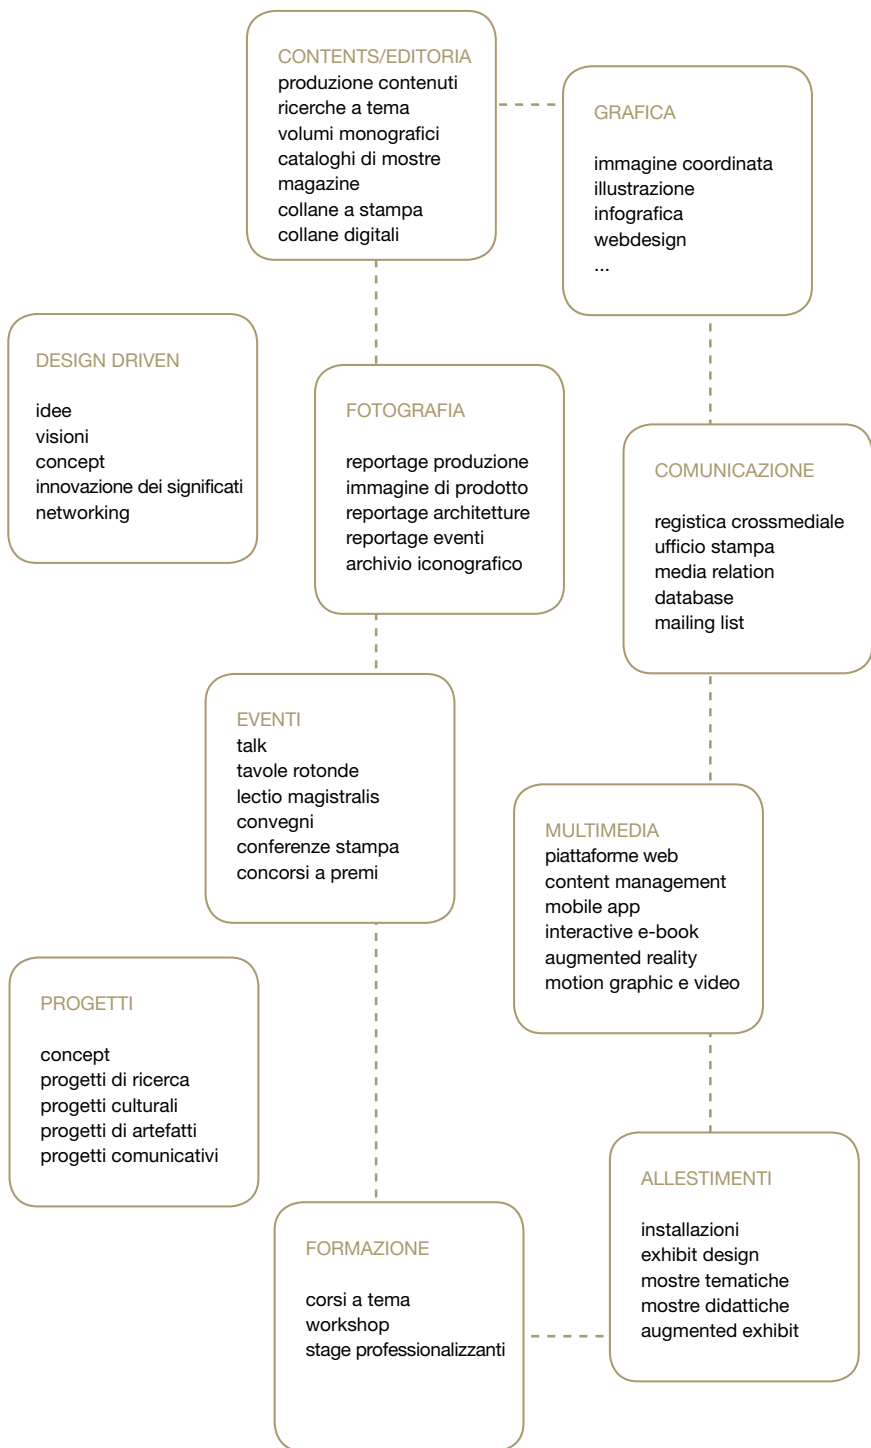 CONTENTS/EDITORIA
produzione contenuti
ricerche a tema
volumi monografici
cataloghi di mostre
magazine
collane a stampa
collane digitali
GRAFICA
immagine coordinata
illustrazione
infografica
webdesign
...
DESIGN DRIVEN
idee
visioni
concept
innovazione dei significati
networking
FOTOGRAFIA
reportage produzione
immagine di prodotto
reportage architetture
reportage eventi
archivio iconografico
COMUNICAZIONE
registica crossmediale
ufficio stampa
media relation
database
mailing list
EVENTI
talk
tavole rotonde
lectio magistralis
convegni
conferenze stampa
concorsi a premi
MULTIMEDIA
piattaforme web
content management
mobile app
interactive e-book
augmented reality
motion graphic e video
PROGETTI
concept
progetti di ricerca
progetti culturali
progetti di artefatti
progetti comunicativi
ALLESTIMENTI
installazioni
exhibit design
mostre tematiche
mostre didattiche
augmented exhibit
FORMAZIONE
corsi a tema
workshop
stage professionalizzanti